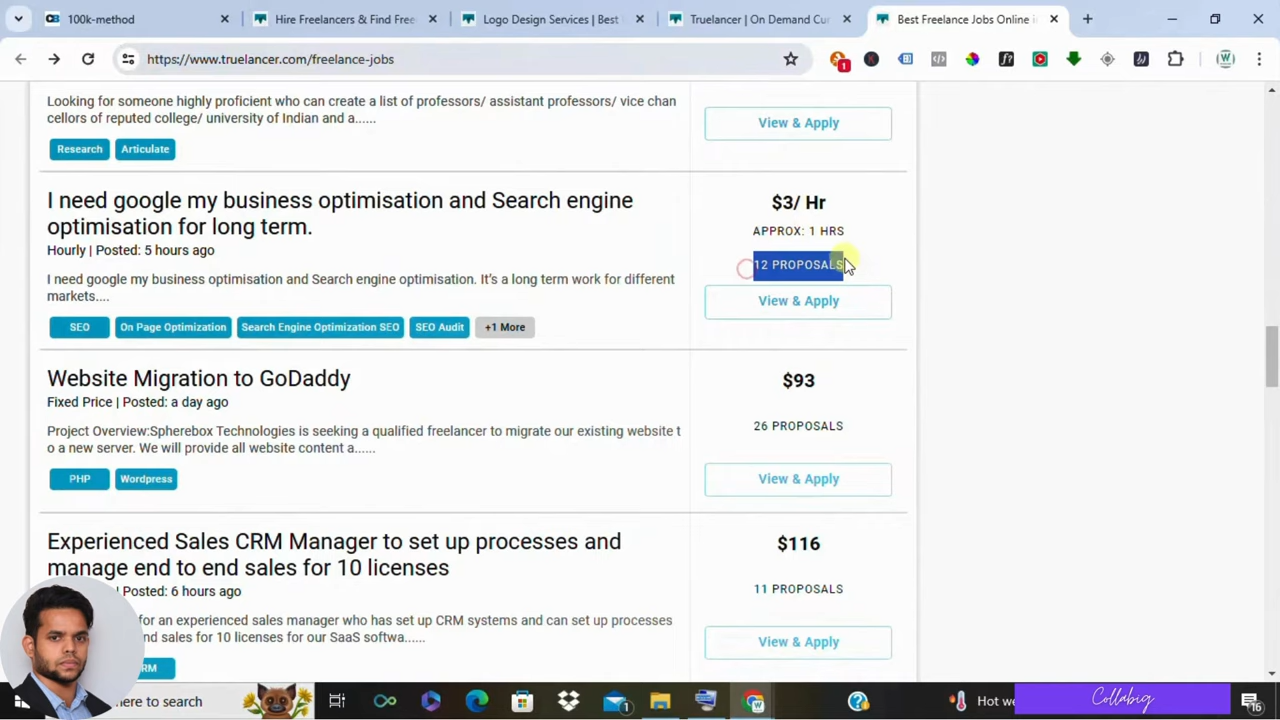 100k-method
Hire Freelancers & Find Free
Logo Design Services | Best
Truelancer | On Demand Cur
Best Freelance Jobs Online i
https://www.truelancer.com/freelance-jobs
1
Looking for someone highly proficient who can create a list of professors/ assistant professors/ vice chan
cellors of reputed college/ university of Indian and a......
View & Apply
Research
Articulate
I need google my business optimisation and Search engine
optimisation for long term.
$3/ Hr
Hourly | Posted: 5 hours ago
APPROX: 1 HRS
12 PROPOSALS
I need google my business optimisation and Search engine optimisation. It's a long term work for different
markets....
View & Apply
SEO
On Page Optimization
Search Engine Optimization SEO
SEO Audit
+1 More
Website Migration to GoDaddy
$93
Fixed Price | Posted: a day ago
26 PROPOSALS
Project Overview:Spherebox Technologies is seeking a qualified freelancer to migrate our existing website t
o a new server. We will provide all website content a......
View & Apply
PHP
Wordpress
Experienced Sales CRM Manager to set up processes and
manage end to end sales for 10 licenses
$116
| Posted: 6 hours ago
11 PROPOSALS
for an experienced sales manager who has set up CRM systems and can set up processes
nd sales for 10 licenses for our SaaS softwa......
View & Apply
RM
here to search
1
Hot we
Collabig
16